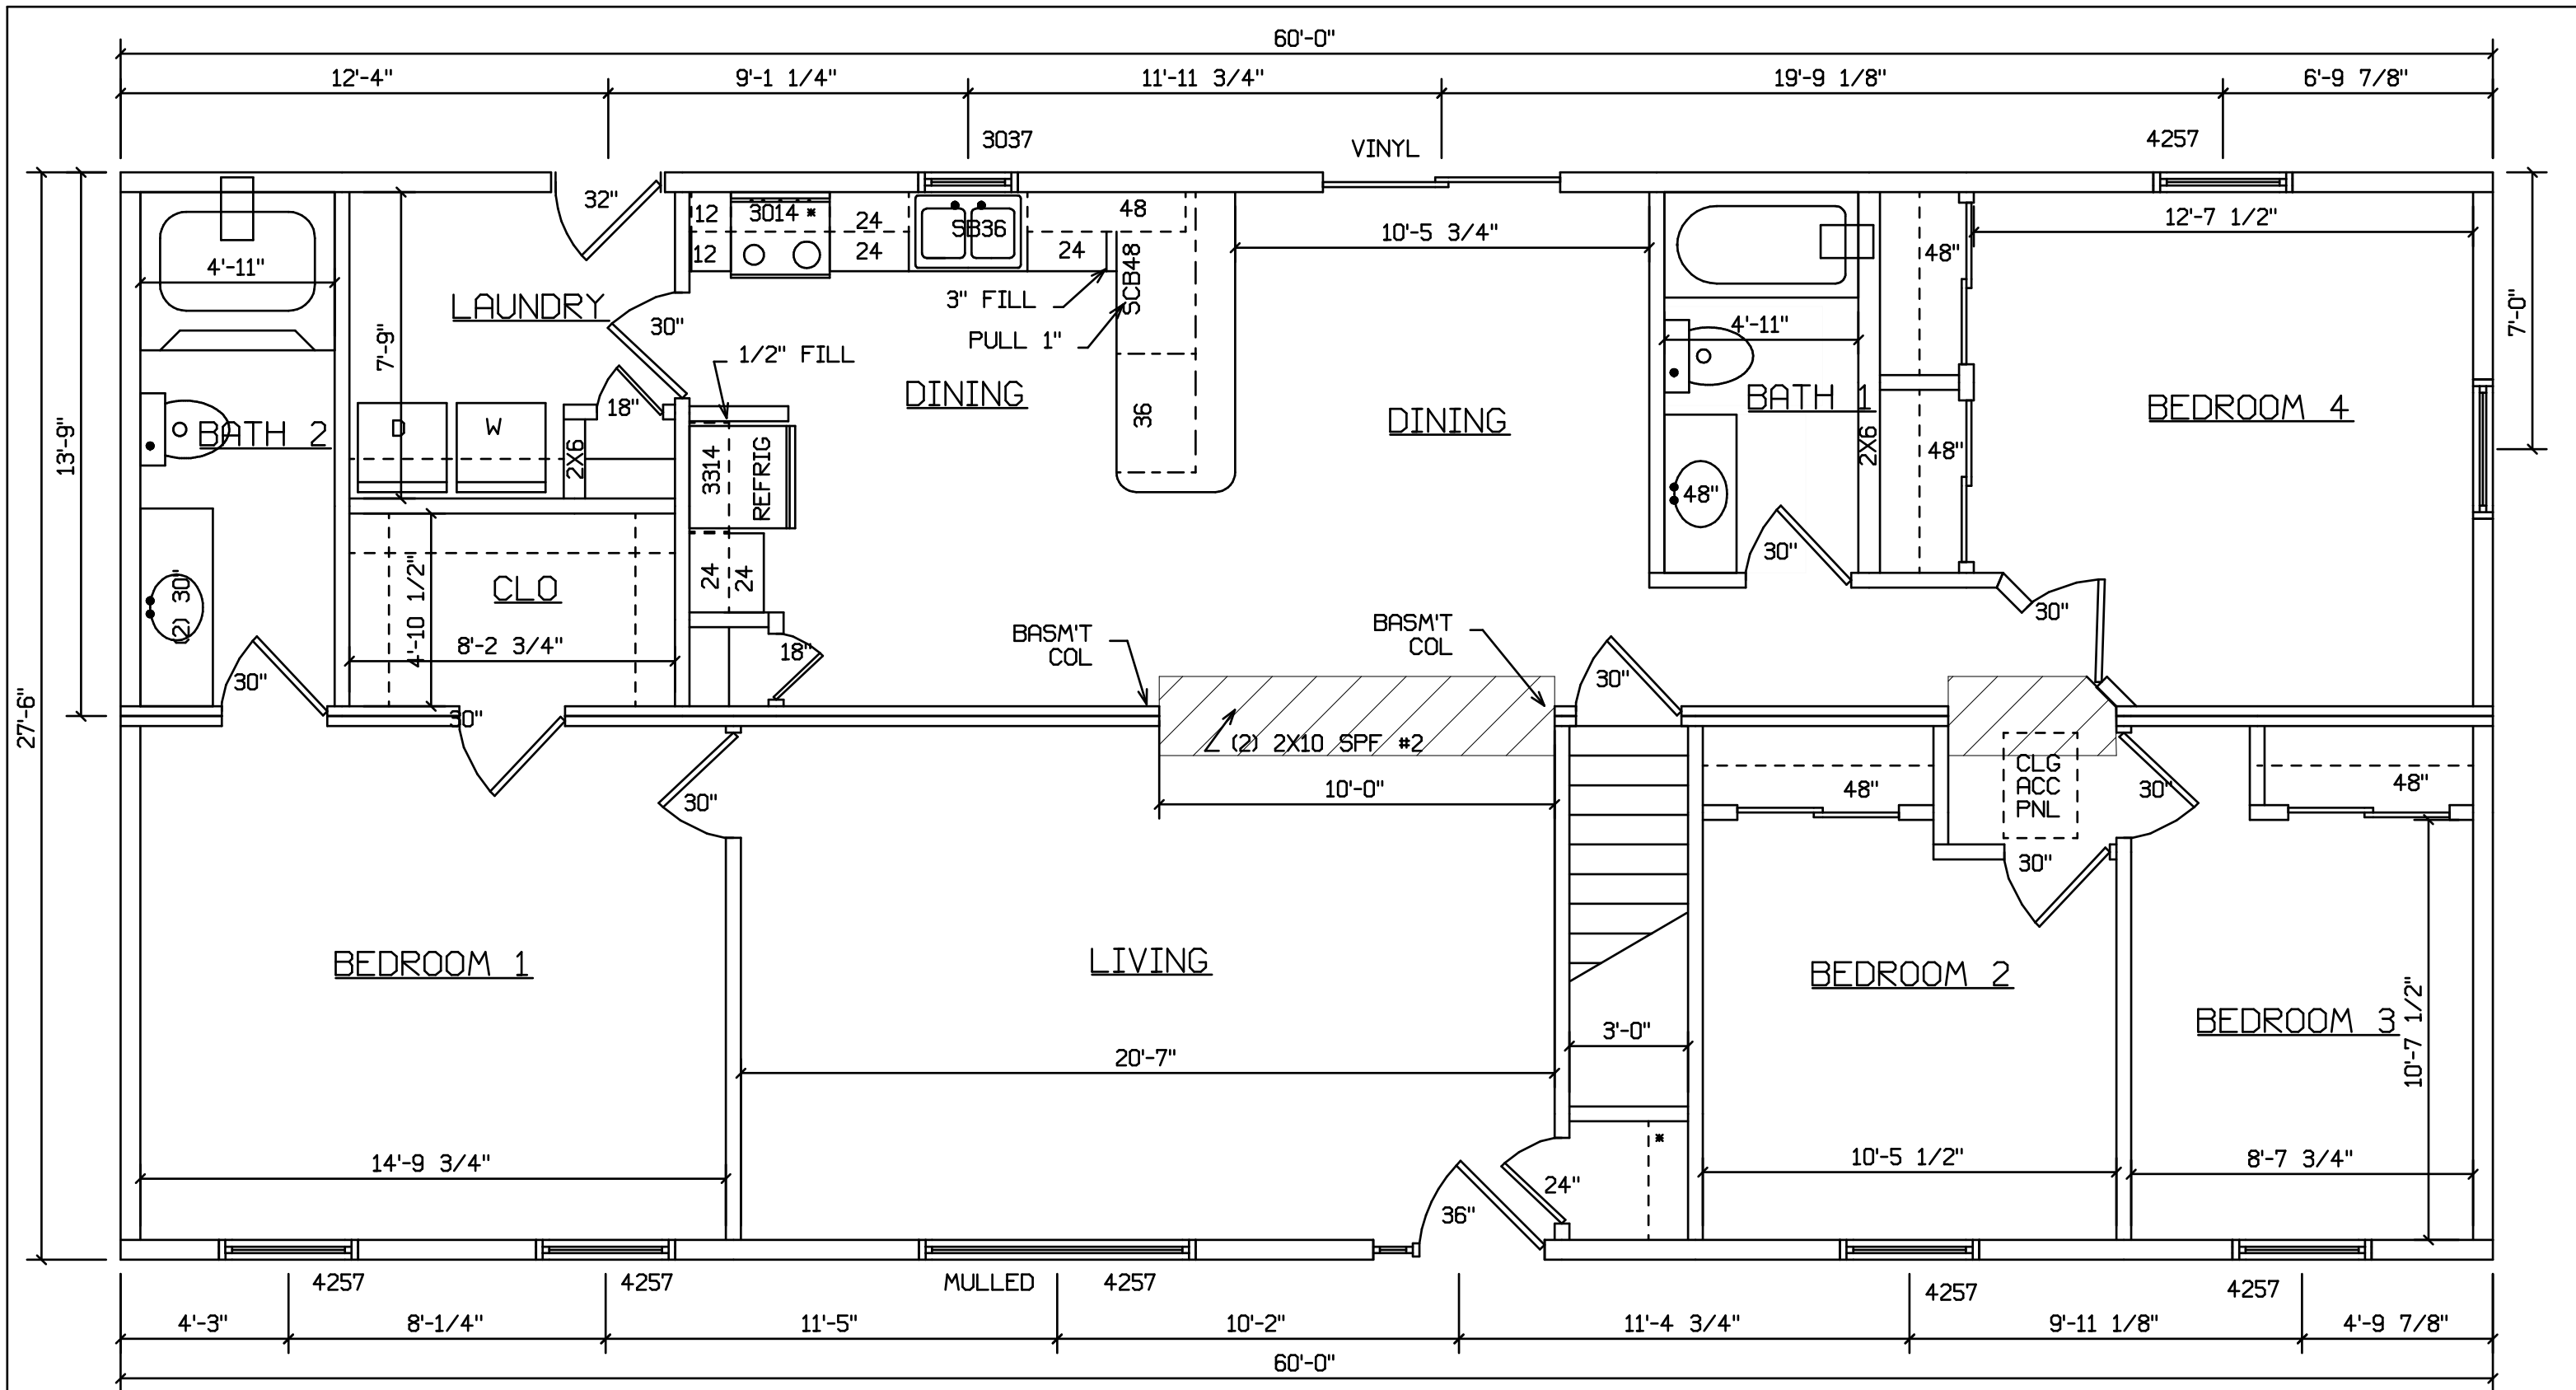 60'-0"
12'-4"
9'-1 1/4"
11'-11 3/4"
19'-9 1/8"
6'-9 7/8"
3037
VINYL
4257
32"
12
3014 *
24
SB36
48
12
24
24
SCB48
10'-5 3/4"
48"
12'-7 1/2"
4'-11"
LAUNDRY
30"
3" FILL
PULL 1"
1/2" FILL
7'-9"
4'-11"
7'-0"
18"
DINING
36
DINING
BATH 1
BEDROOM 4
13'-9"
BATH 2
D
W
2X6
3314
REFRIG
2X6
48"
48"
30"
(2) 30"
4'-10 1/2"
CLO
24
24
30"
8'-2 3/4"
18"
BASM'T
COL
BASM'T
COL
30"
30"
27'-6"
30"
(2) 2X10 SPF #2
30"
10'-0"
48"
CLG
ACC
PNL
30"
48"
30"
BEDROOM 1
LIVING
BEDROOM 2
BEDROOM 3
10'-7 1/2"
3'-0"
20'-7"
*
14'-9 3/4"
10'-5 1/2"
8'-7 3/4"
24"
36"
4257
4257
MULLED
4257
4257
4257
4'-3"
8'-1/4"
11'-5"
10'-2"
11'-4 3/4"
9'-11 1/8"
4'-9 7/8"
60'-0"